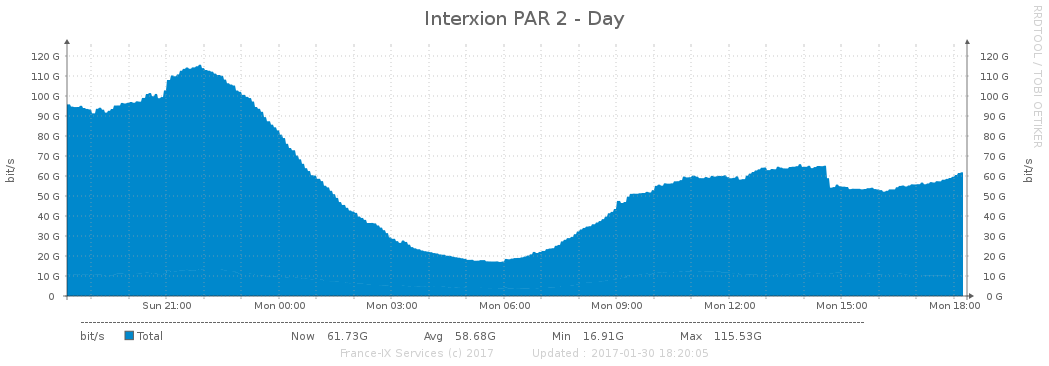 Interxion PAR 2 - Day
RRDTOOL / TOBI OETIKER
bit/s
120 G 120 G
110 G 110 G
100 G 100 G
90 G 90 G
80 G 80 G
70 G 70 G
60 G 60 G
50 G 50 G
40 G 40 G
30 G 30 G
20 G 20 G
10 G 10 G
0 0 G
bit/s
Sun 21:00 Mon 00:00 Mon 03:00 Mon 06:00 Mon 09:00 Mon 12:00 Mon 15:00 Mon 18:00
bit/s Total Now 61.73G Avg 58.68G Min 16.91G Max 115.53G
France-IX Services (c) 2017 Updated : 2017-01-30 18:20:05